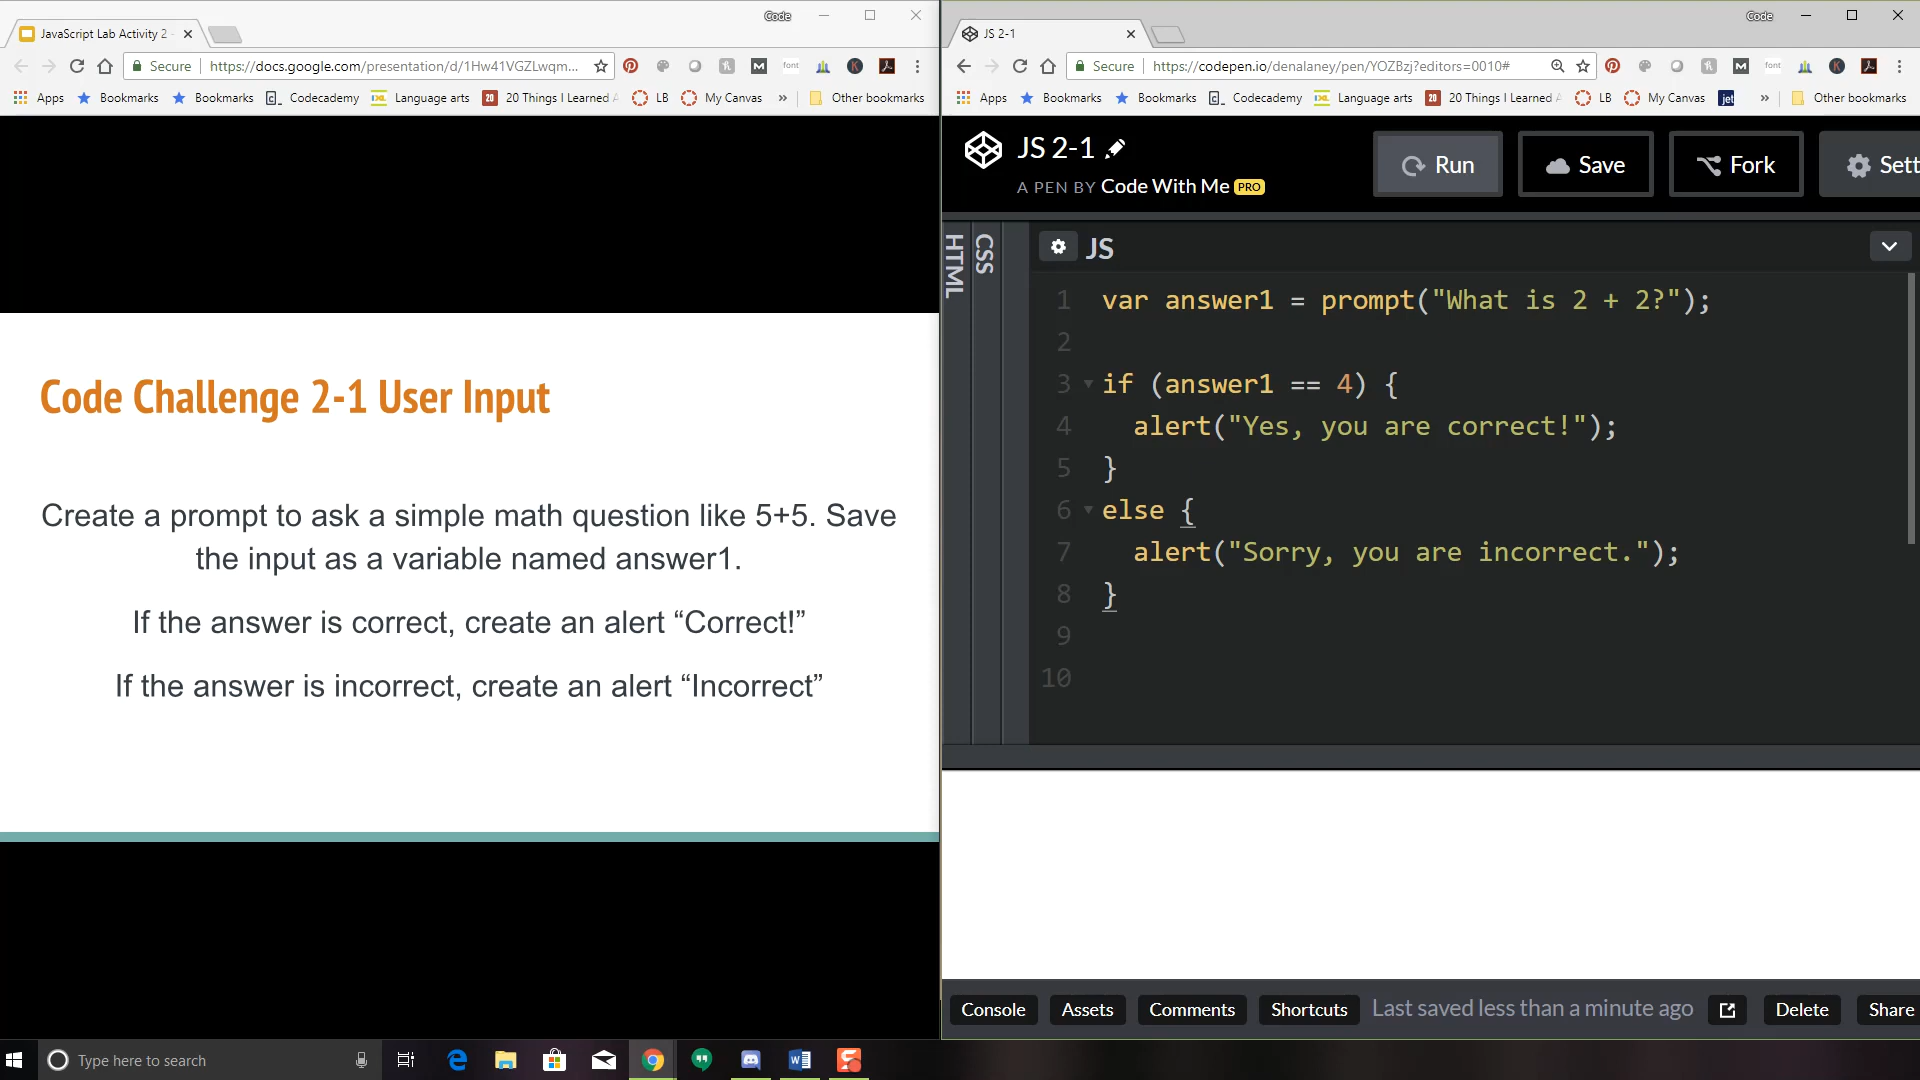 Code
JavaScript Lab Activity 2 -
Secure
https://docs.google.com/presentation/d/1Hw41VGZLwqm...
font
Apps
Bookmarks
Bookmarks
Codecademy
Language arts
20 Things I Learned
LB
My Canvas
»
Other bookmarks
Code Challenge 2-1 User Input
Create a prompt to ask a simple math question like 5+5. Save
the input as a variable named answer1.
If the answer is correct, create an alert “Correct!”
If the answer is incorrect, create an alert “Incorrect”
Code
JS 2-1
Secure
https://codepen.io/denalaney/pen/YOZBzj?editors=0010#
font
Apps
Bookmarks
Bookmarks
Codecademy
Language arts
20 Things I Learned
LB
My Canvas
jet
»
Other bookmarks
JS 2-1
A PEN BY Code With Me PRO
Run
Save
Fork
Sett
HTML
CSS
JS
1 var answer1 = prompt("What is 2 + 2?");
2
3 if (answer1 == 4) {
4 alert("Yes, you are correct!");
5 }
6 else {
7 alert("Sorry, you are incorrect.");
8 }
9
10
Console
Assets
Comments
Shortcuts
Last saved less than a minute ago
Delete
Share
Type here to search